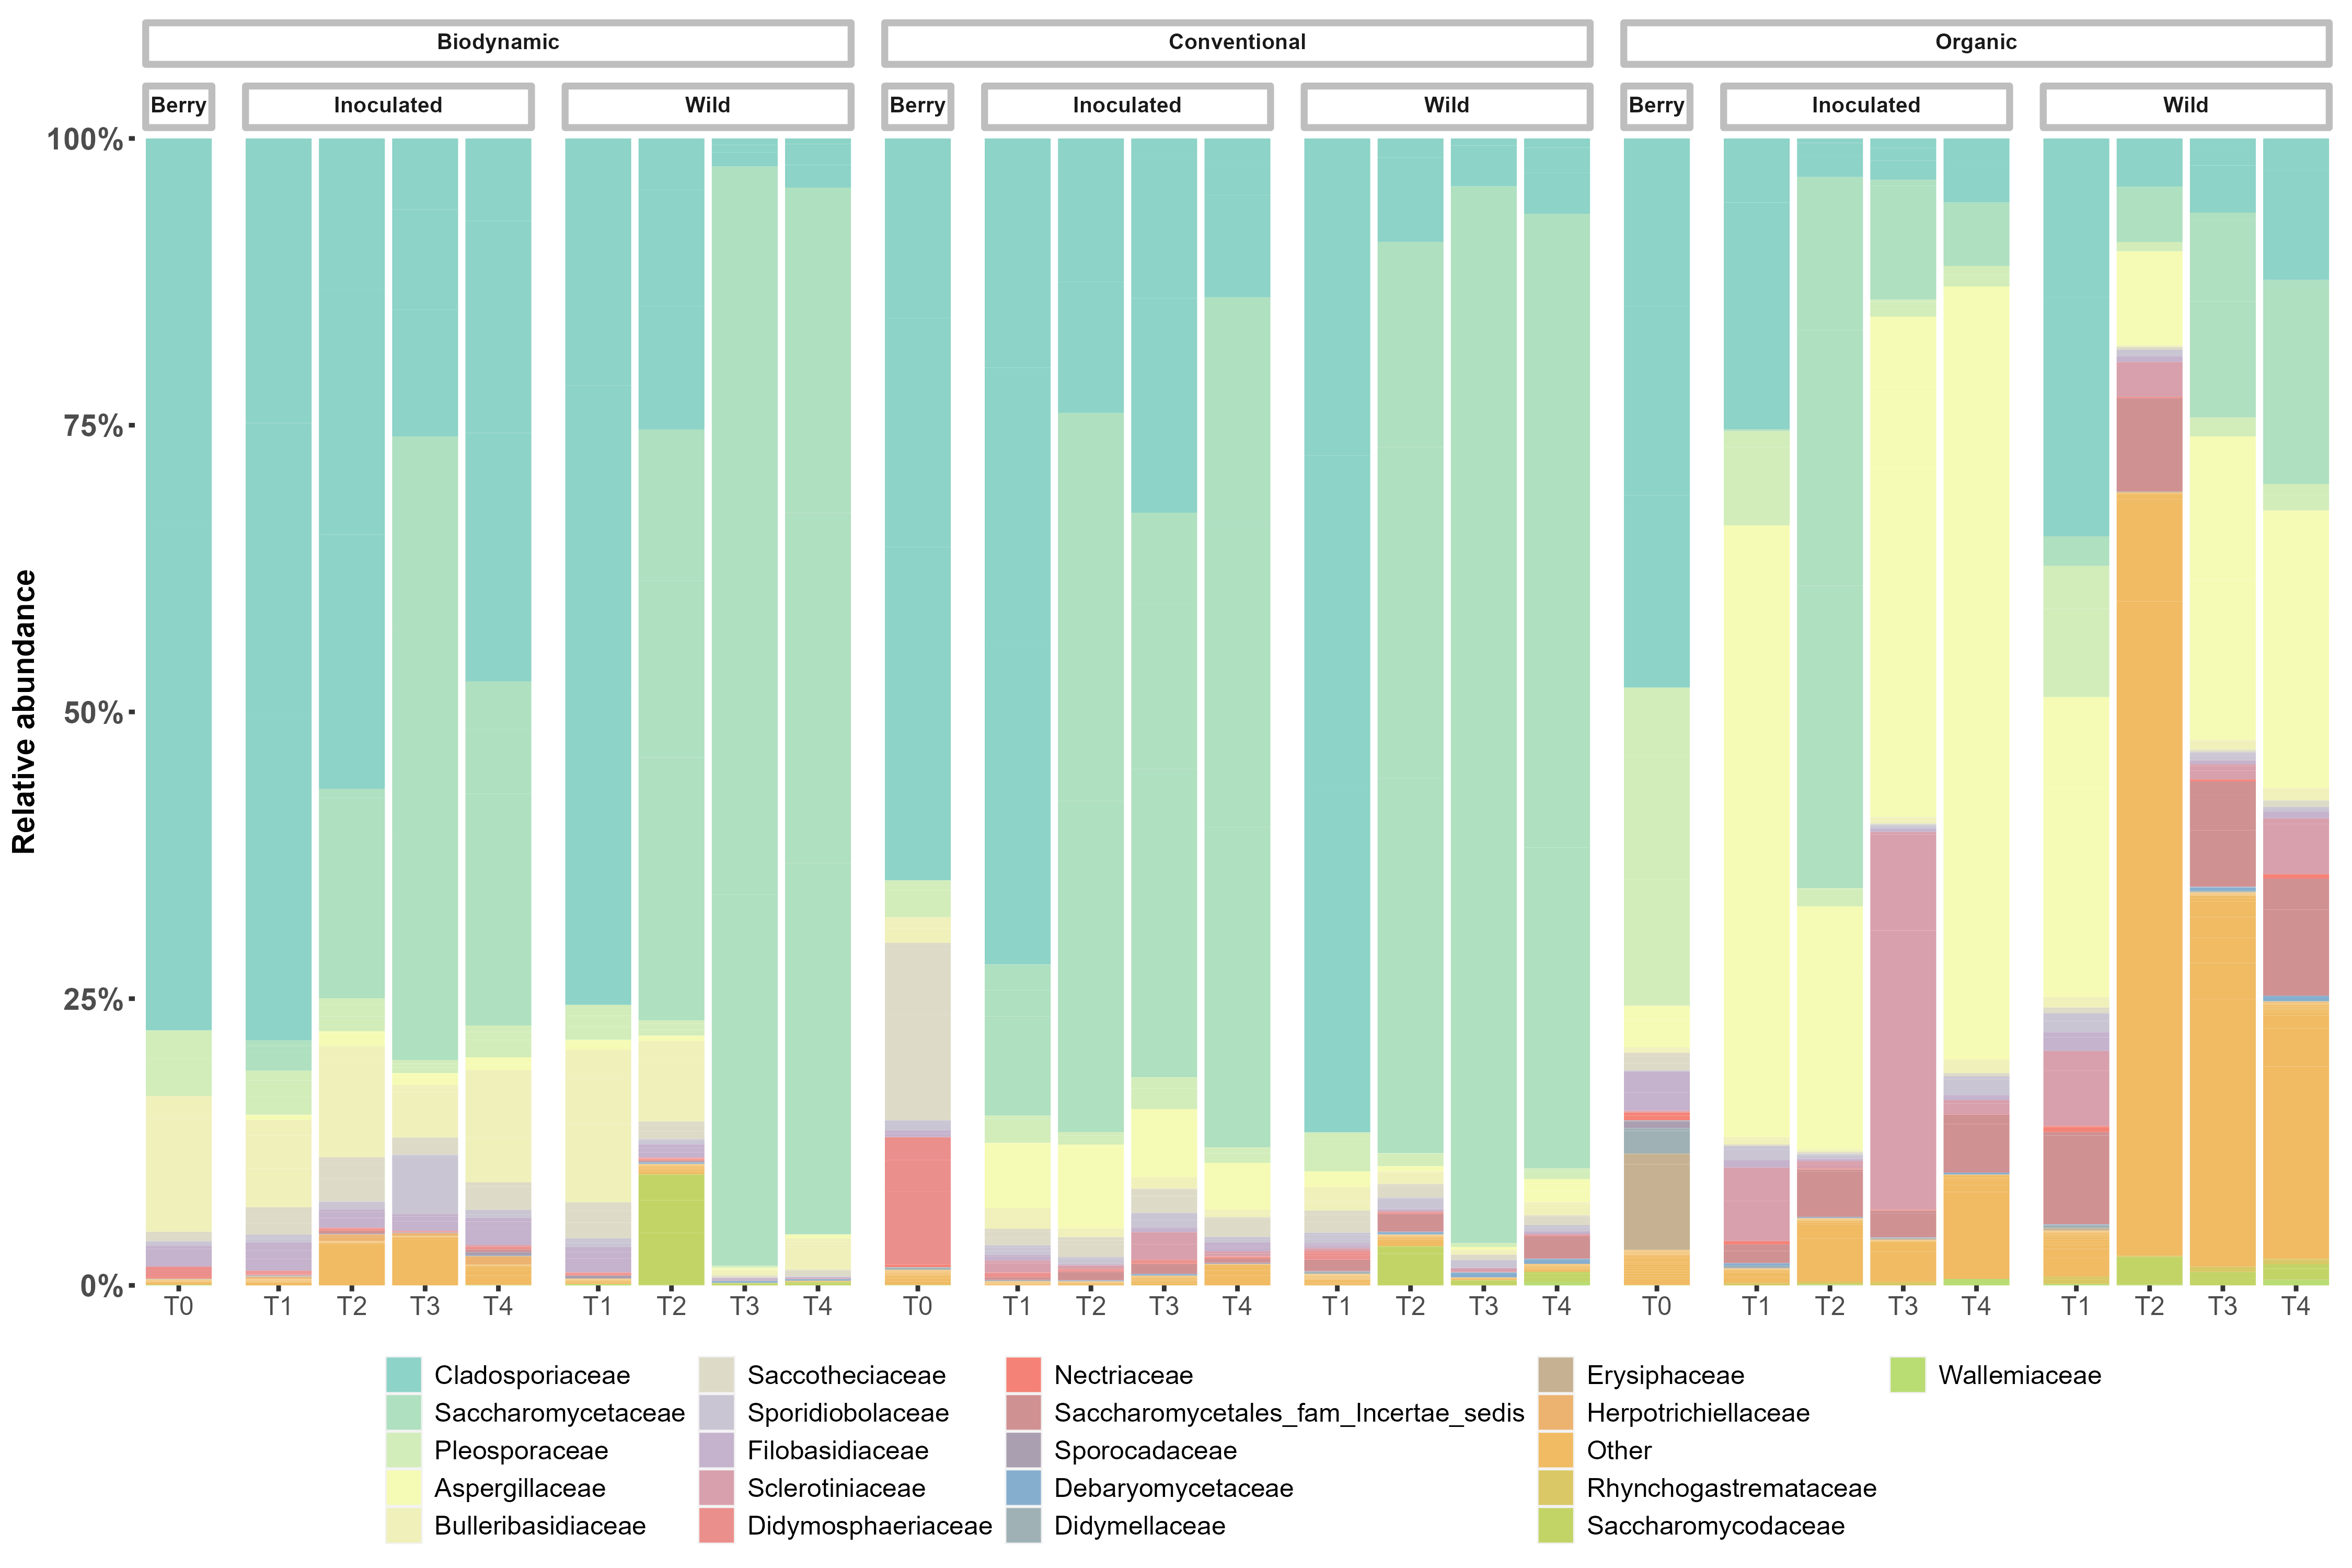 Biodynamic Conventional Organic
Berry Inoculated Wild Berry Inoculated Wild Berry Inoculated Wild
100%
75%
50%
25%
0%
Relative abundance
T0 T1 T2 T3 T4 T1 T2 T3 T4 T0 T1 T2 T3 T4 T1 T2 T3 T4 T0 T1 T2 T3 T4 T1 T2 T3 T4
Cladosporiaceae Saccotheciaceae Nectriaceae Erysiphaceae Wallemiaceae
Saccharomycetaceae Sporidiobolaceae Saccharomycetales_fam_Incertae_sedis Herpotrichiellaceae
Pleosporaceae Filobasidiaceae Sporocadaceae Other
Aspergillaceae Sclerotiniaceae Debaryomycetaceae Rhynchogastremataceae
Bulleribasidiaceae Didymosphaeriaceae Didymellaceae Saccharomycodaceae